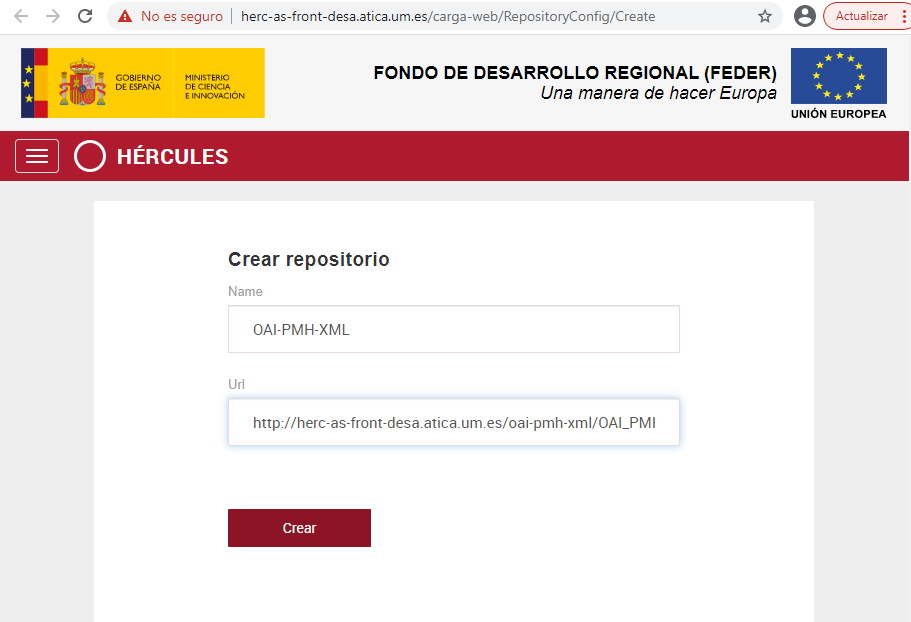 No es seguro
herc-as-front-desa.atica.um.es/carga-web/RepositoryConfig/Create
Actualizar
GOBIERNO
DE ESPAÑA
MINISTERIO
DE CIENCIA
E INNOVACIÓN
FONDO DE DESARROLLO REGIONAL (FEDER)
Una manera de hacer Europa
UNIÓN EUROPEA
HÉRCULES
Crear repositorio
Name
OAI-PMH-XML
Url
http://herc-as-front-desa.atica.um.es/oai-pmh-xml/OAI_PMI
Crear